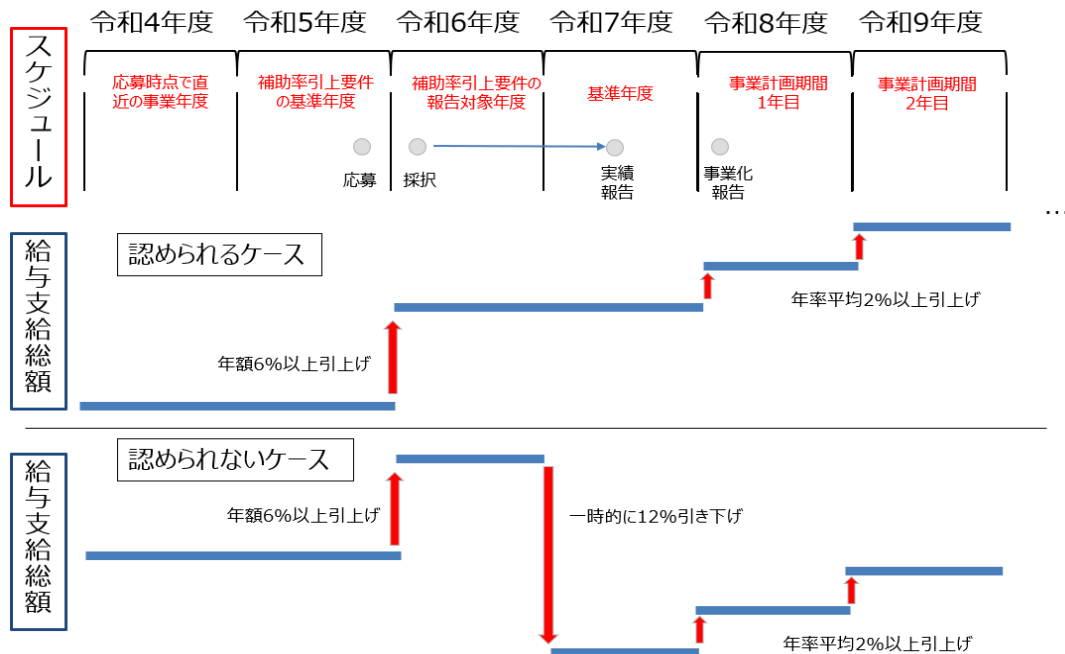 令和4年度
令和5年度
令和6年度
令和7年度
令和8年度
令和9年度
スケジュール
応募時点で直
近の事業年度
補助率引上要件
の基準年度
補助率引上要件の
報告対象年度
基準年度
事業計画期間
1年目
事業計画期間
2年目
応募
採択
実績
報告
事業化
報告
…
給与支給総額
認められるケース
年額6%以上引上げ
年率平均2%以上引上げ
給与支給総額
認められないケース
年額6%以上引上げ
一時的に12%引き下げ
年率平均2%以上引上げ